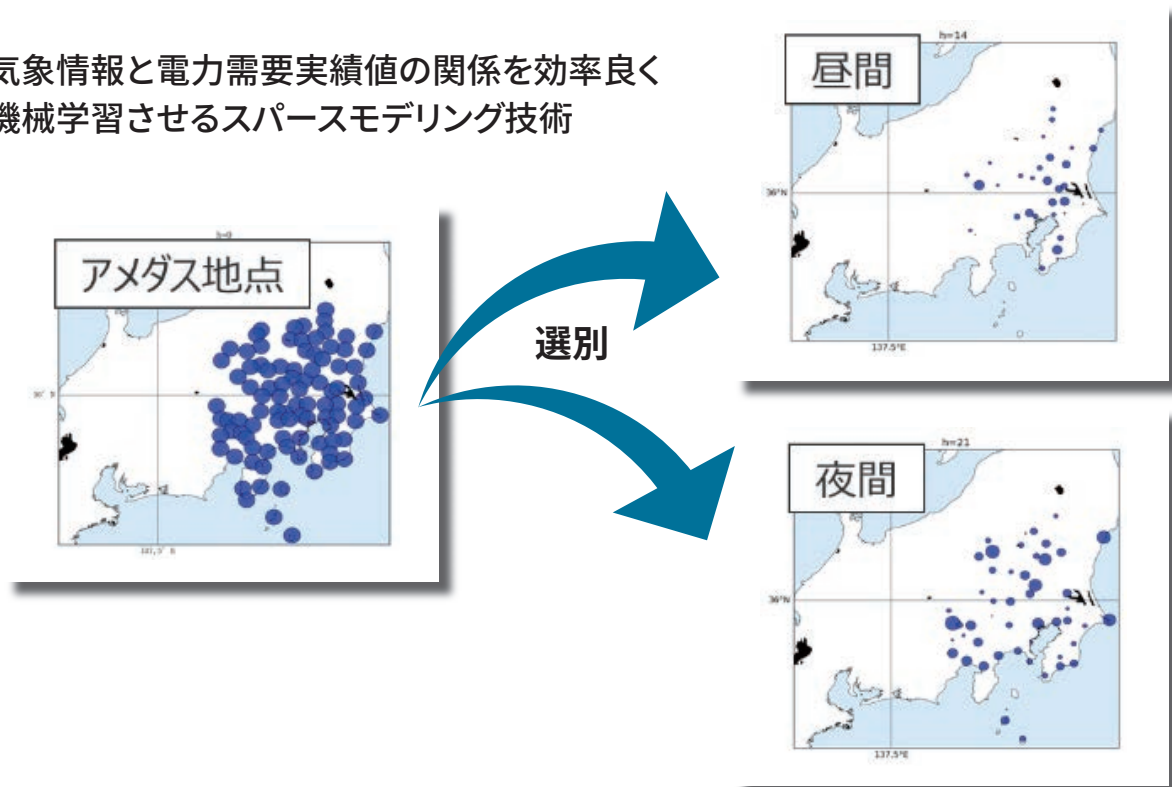 気象情報と電力需要実績値の関係を効率良く
機械学習させるスパースモデリング技術
h=0
アメダス地点
選別
h=14
昼間
36°N
137.5°E
h=21
夜間
36°N
137.5°E